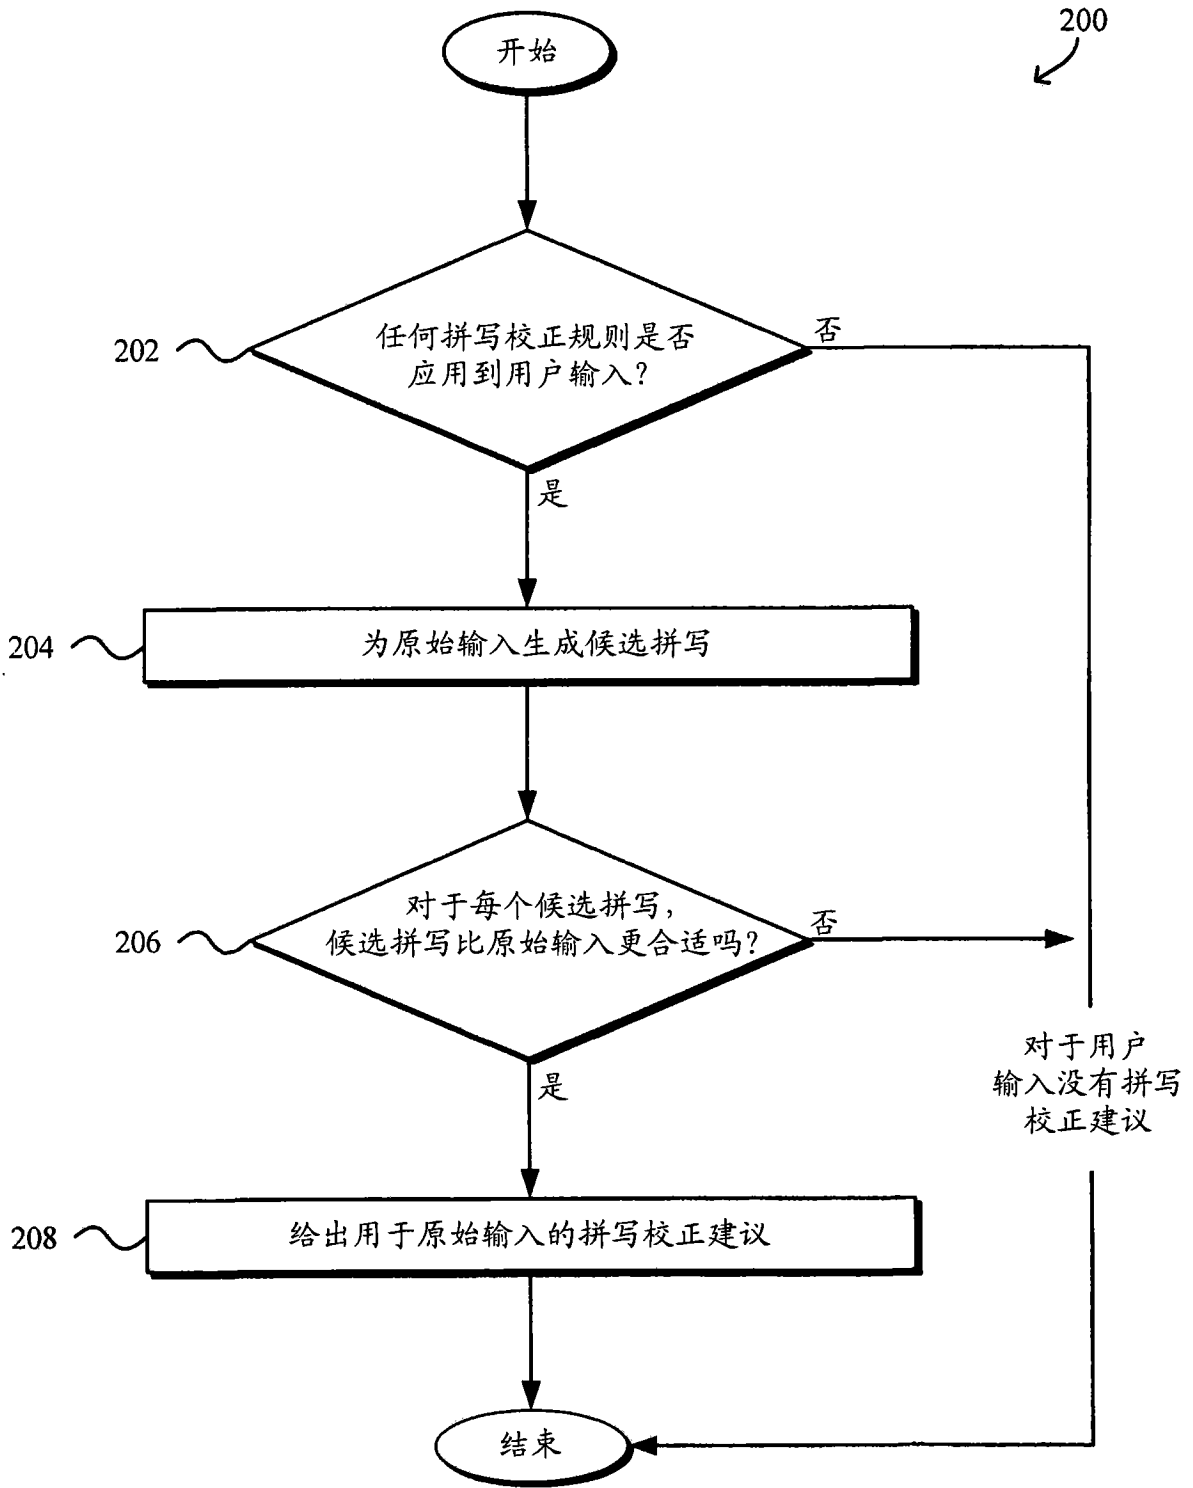 200
开始
202
任何拼写校正规则是否
应用到用户输入?
否
是
204
为原始输入生成候选拼写
206
对于每个候选拼写,
候选拼写比原始输入更合适吗?
否
是
对于用户
输入没有拼写
校正建议
208
给出用于原始输入的拼写校正建议
结束